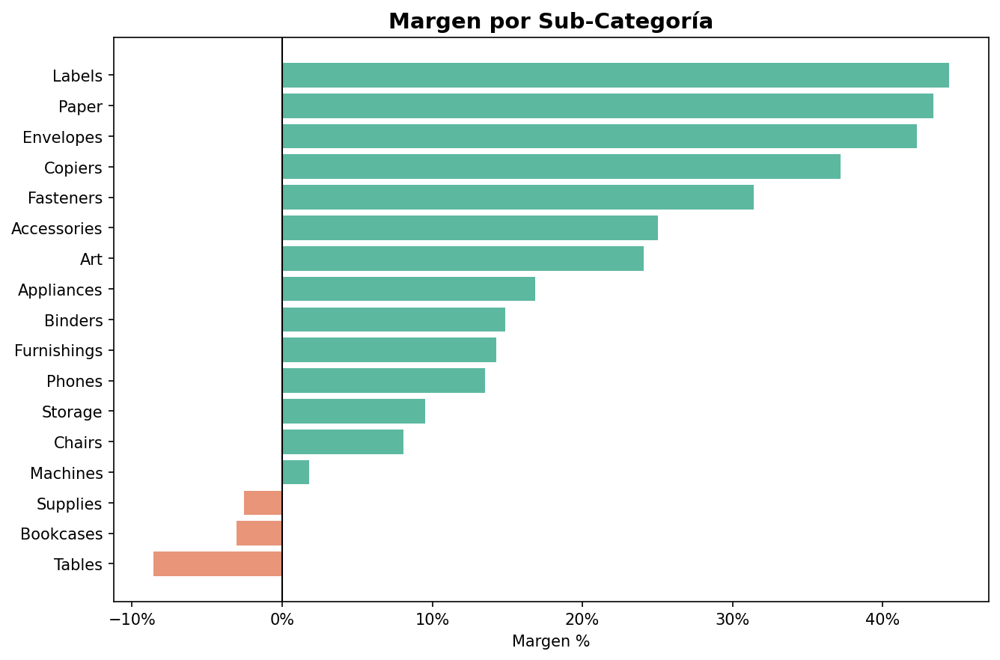 Margen por Sub-Categoría
Labels
Paper
Envelopes
Copiers
Fasteners
Accessories
Art
Appliances
Binders
Furnishings
Phones
Storage
Chairs
Machines
Supplies
Bookcases
Tables
−10% 0% 10% 20% 30% 40%
Margen %